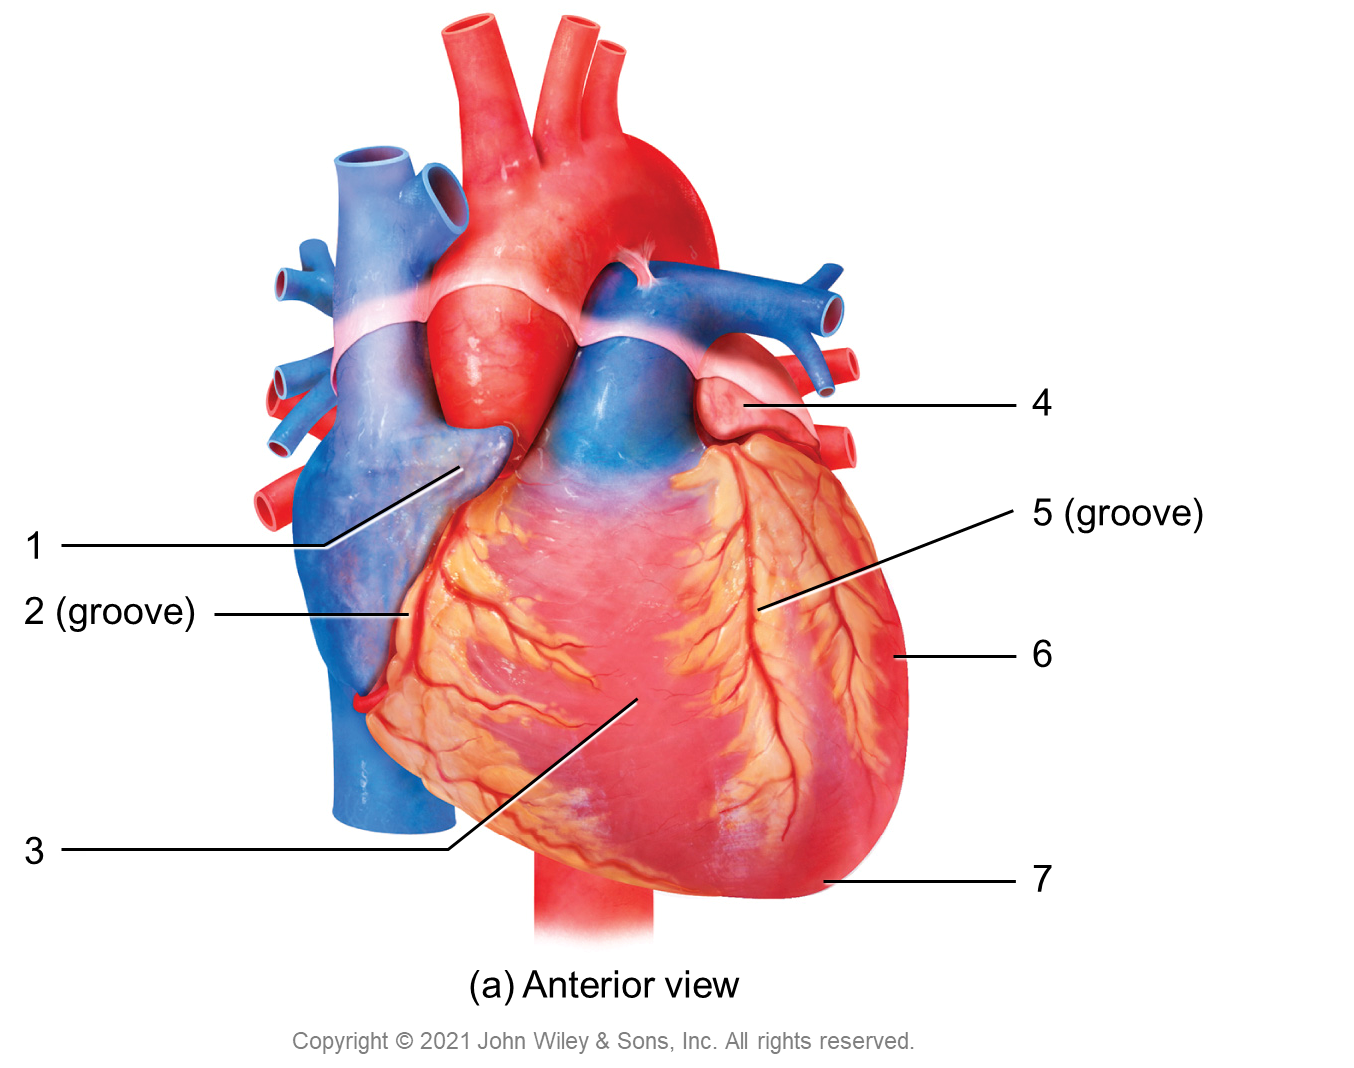 4
5 (groove)
1
2 (groove)
6
3
7
(a) Anterior view
Copyright © 2021 John Wiley & Sons, Inc. All rights reserved.